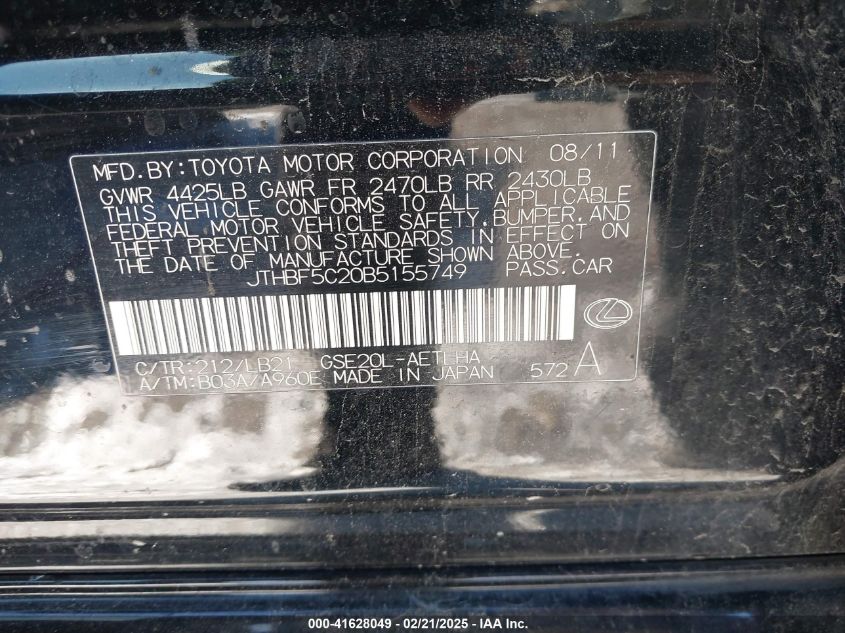 MFD.BY:TOYOTA MOTOR CORPORATION 08/11
GVWR 4425LB GAWR FR 2470LB RR 2430LB
THIS VEHICLE CONFORMS TO ALL APPLICABLE
FEDERAL MOTOR VEHICLE SAFETY,BUMPER,AND
THEFT PREVENTION STANDARDS IN EFFECT ON
THE DATE OF MANUFACTURE SHOWN ABOVE.
JTHBF5C20B5155749 PASS.CAR
C/TR:212/LB21 GSE20L-AETLHA
A/TM:B03A/A960E MADE IN JAPAN 572A
000-41628049 | 02/21/2025 - IAA Inc.